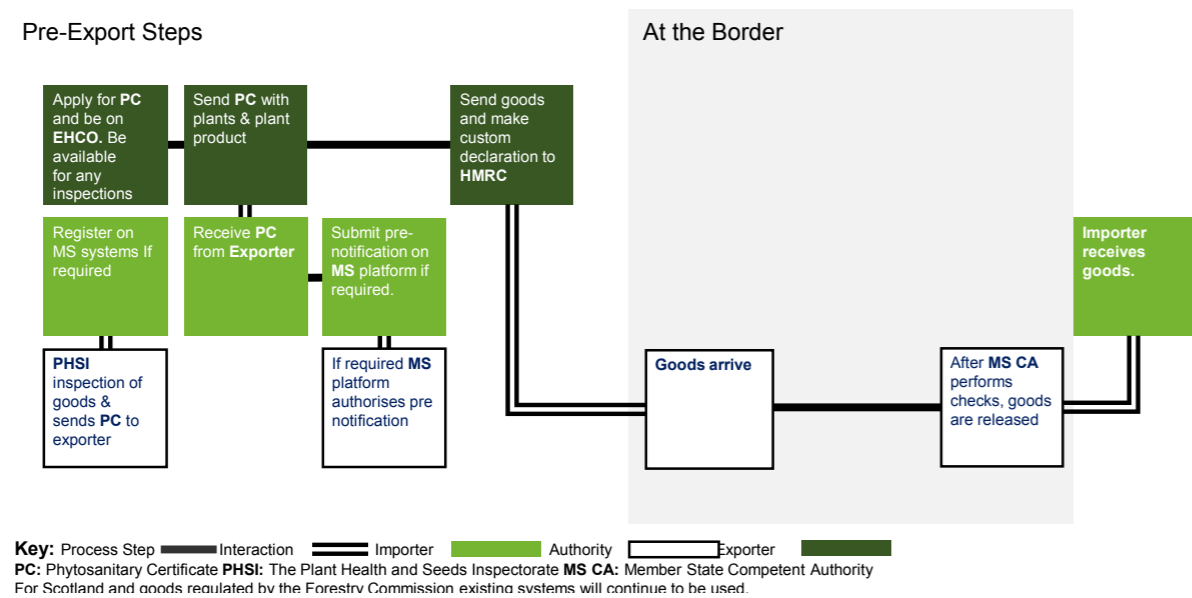 Pre-Export Steps
At the Border
Apply for PC
and be on
EHCO. Be
available
for any
inspections
Send PC with
plants & plant
product
Send goods
and make
custom
declaration to
HMRC
Register on
MS systems If
required
Receive PC
from Exporter
Submit pre-
notification on
MS platform if
required.
Importer
receives
goods.
PHSI
inspection of
goods &
sends PC to
exporter
If required MS
platform
authorises pre
notification
Goods arrive
After MS CA
performs
checks, goods
are released
Key: Process Step Interaction Importer Authority Exporter
PC: Phytosanitary Certificate PHSI: The Plant Health and Seeds Inspectorate MS CA: Member State Competent Authority
For Scotland and goods regulated by the Forestry Commission existing systems will continue to be used.